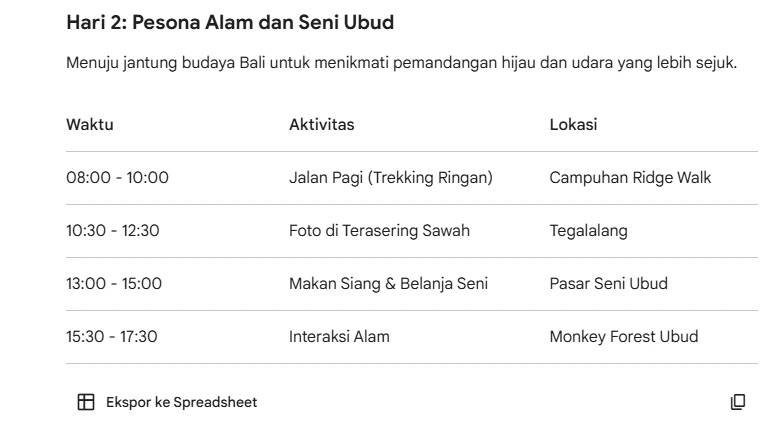 Hari 2: Pesona Alam dan Seni Ubud
Menuju jantung budaya Bali untuk menikmati pemandangan hijau dan udara yang lebih sejuk.
Waktu Aktivitas Lokasi
08:00 - 10:00 Jalan Pagi (Trekking Ringan) Campuhan Ridge Walk
10:30 - 12:30 Foto di Terasering Sawah Tegalalang
13:00 - 15:00 Makan Siang & Belanja Seni Pasar Seni Ubud
15:30 - 17:30 Interaksi Alam Monkey Forest Ubud
Ekspor ke Spreadsheet